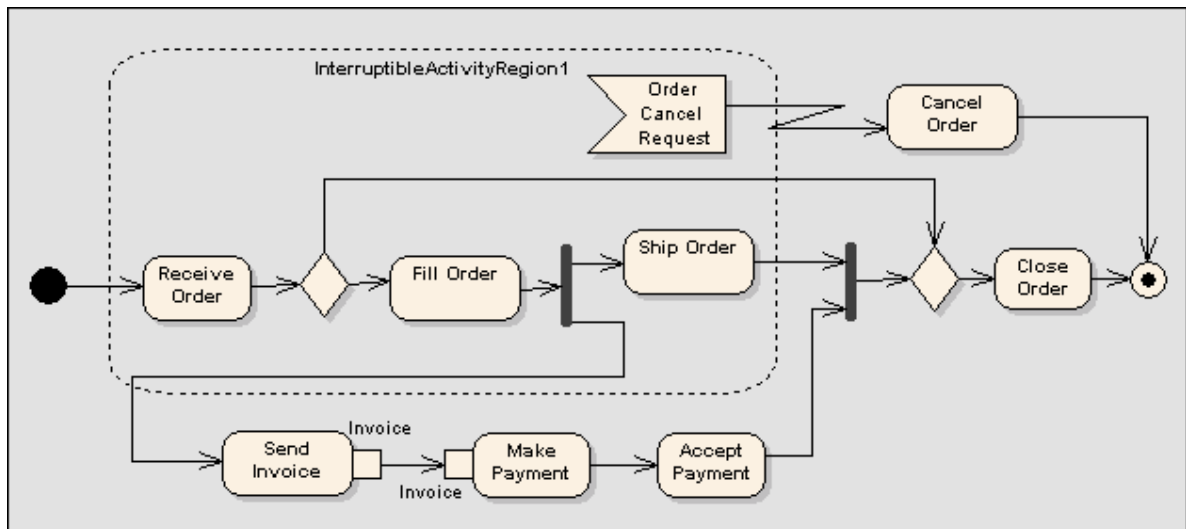 InterruptibleActivityRegion1
Order
Cancel
Request
Cancel
Order
Receive
Order
Fill Order
Ship Order
Close
Order
Send
Invoice
Invoice
Invoice
Make
Payment
Accept
Payment